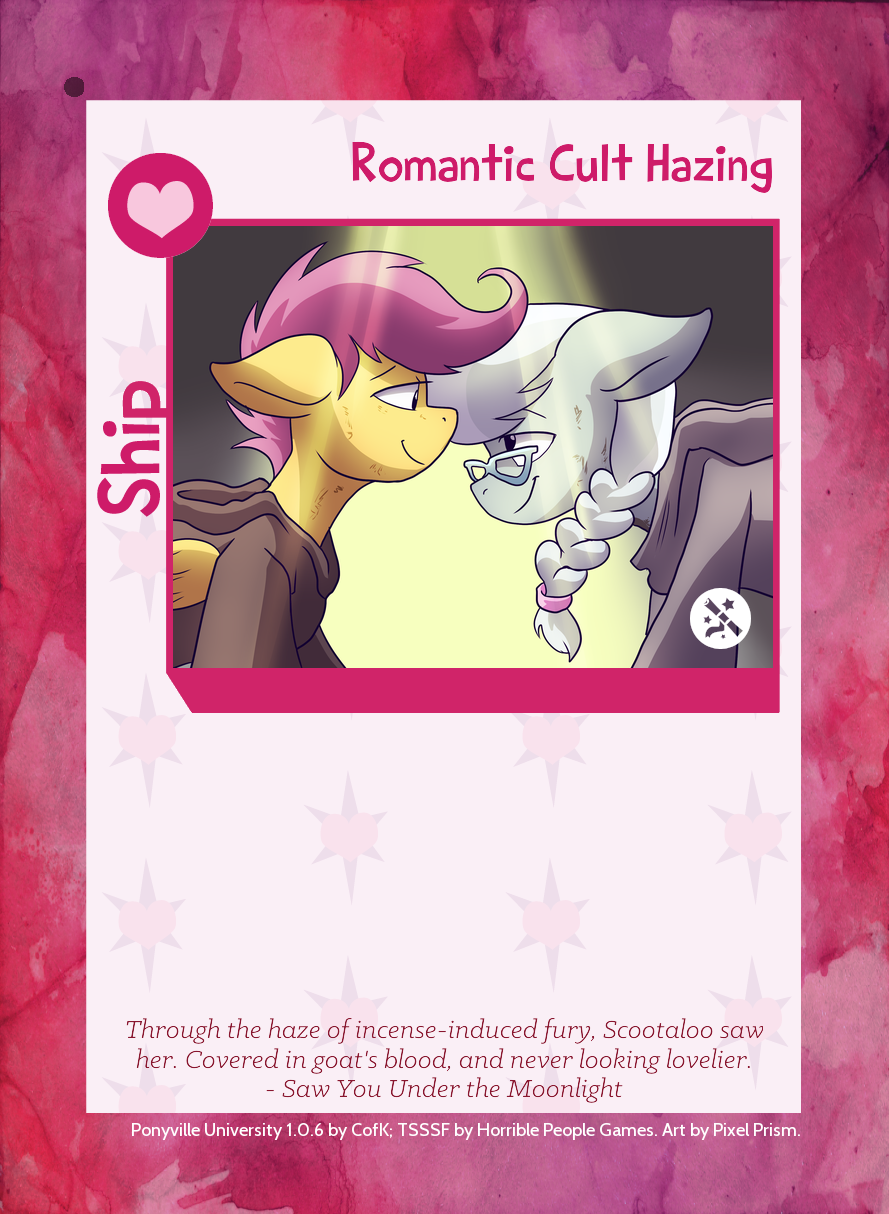 Romantic Cult Hazing
Ship
Through the haze of incense-induced fury, Scootaloo saw
her. Covered in goat's blood, and never looking lovelier.
- Saw You Under the Moonlight
Ponyville University 1.0.6 by CofK; TSSSF by Horrible People Games. Art by Pixel Prism.